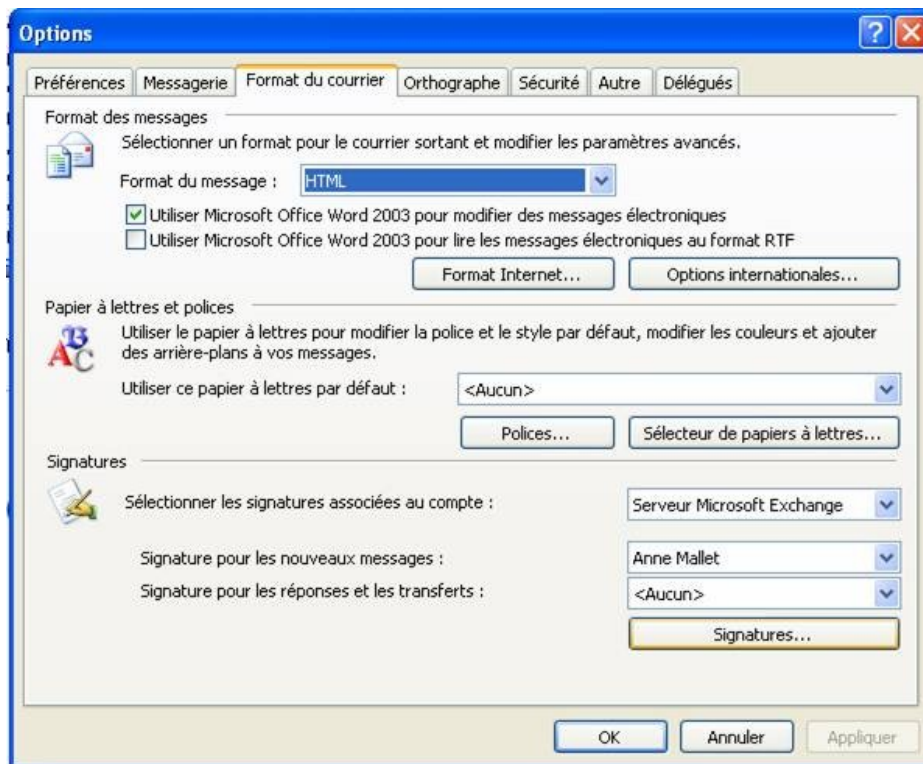 Options
Préférences Messagerie Format du courrier Orthographe Sécurité Autre Délégués
Format des messages
Sélectionner un format pour le courrier sortant et modifier les paramètres avancés.
Format du message : HTML
Utiliser Microsoft Office Word 2003 pour modifier des messages électroniques
Utiliser Microsoft Office Word 2003 pour lire les messages électroniques au format RTF
Format Internet... Options internationales...
Papier à lettres et polices
Utiliser le papier à lettres pour modifier la police et le style par défaut, modifier les couleurs et ajouter
des arrière-plans à vos messages.
Utiliser ce papier à lettres par défaut : <Aucun>
Polices... Sélecteur de papiers à lettres...
Signatures
Sélectionner les signatures associées au compte : Serveur Microsoft Exchange
Signature pour les nouveaux messages : Anne Mallet
Signature pour les réponses et les transferts : <Aucun>
Signatures...
OK Annuler Appliquer